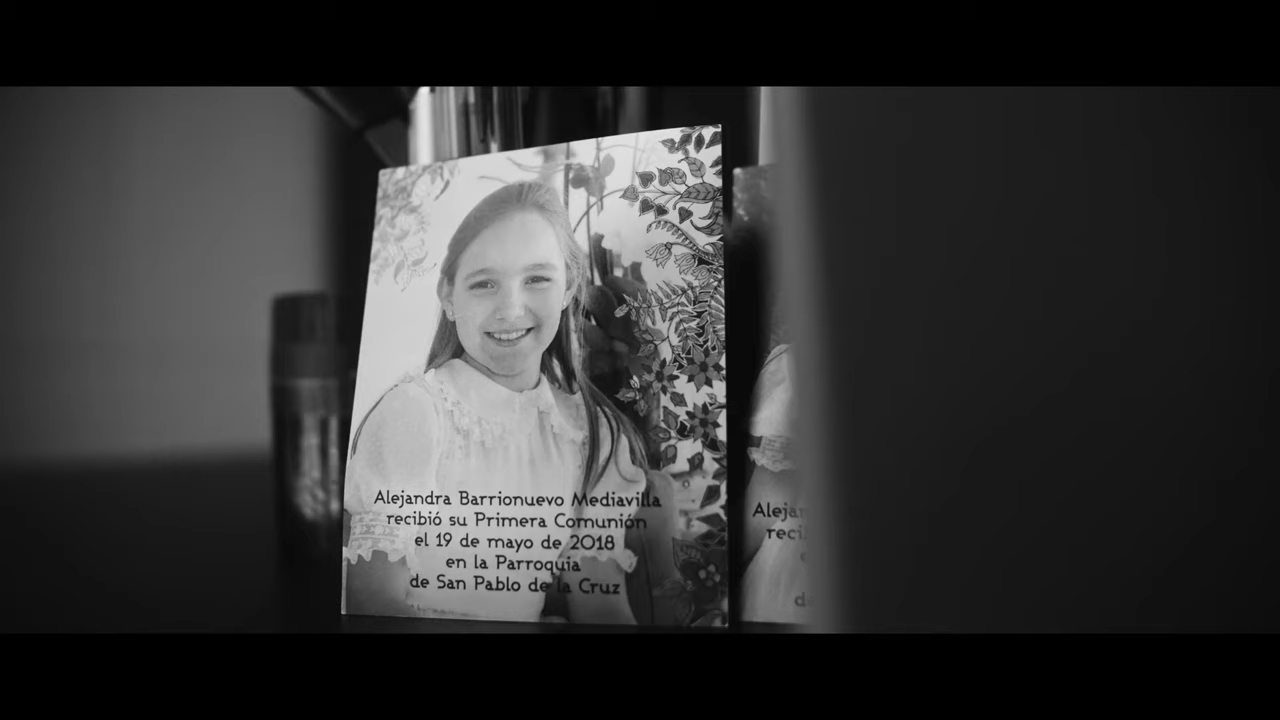 Alejandra Barrionuevo Mediavilla
recibió su Primera Comunión
el 19 de mayo de 2018
en la Parroquia
de San Pablo de la Cruz